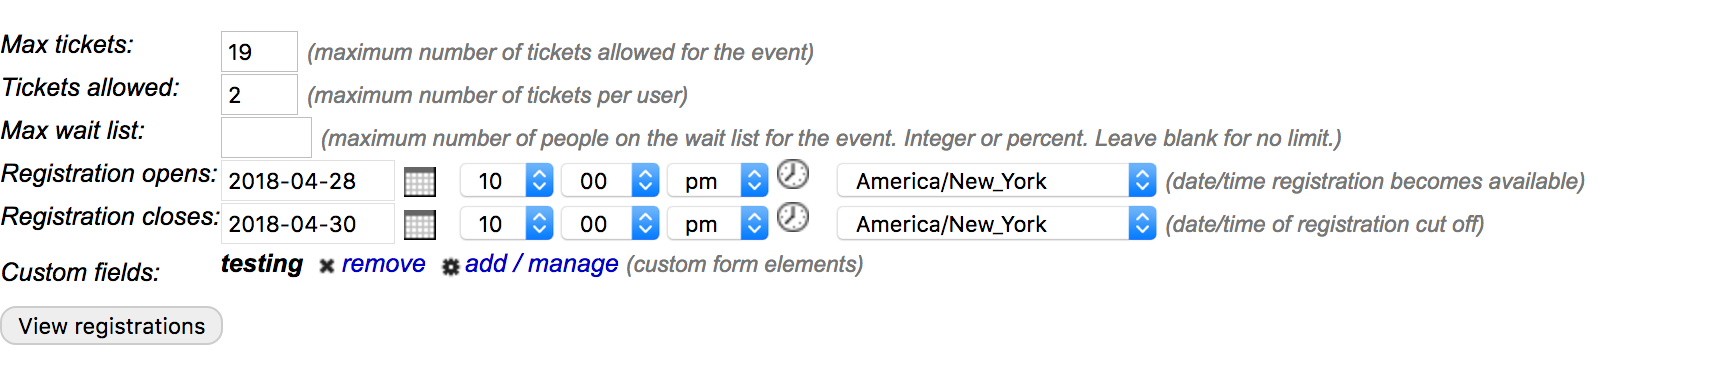 Max tickets: 19 (maximum number of tickets allowed for the event)
Tickets allowed: 2 (maximum number of tickets per user)
Max wait list: (maximum number of people on the wait list for the event. Integer or percent. Leave blank for no limit.)
Registration opens: 2018-04-28 10 00 pm America/New_York (date/time registration becomes available)
Registration closes: 2018-04-30 10 00 pm America/New_York (date/time of registration cut off)
Custom fields: testing remove add / manage (custom form elements)
View registrations